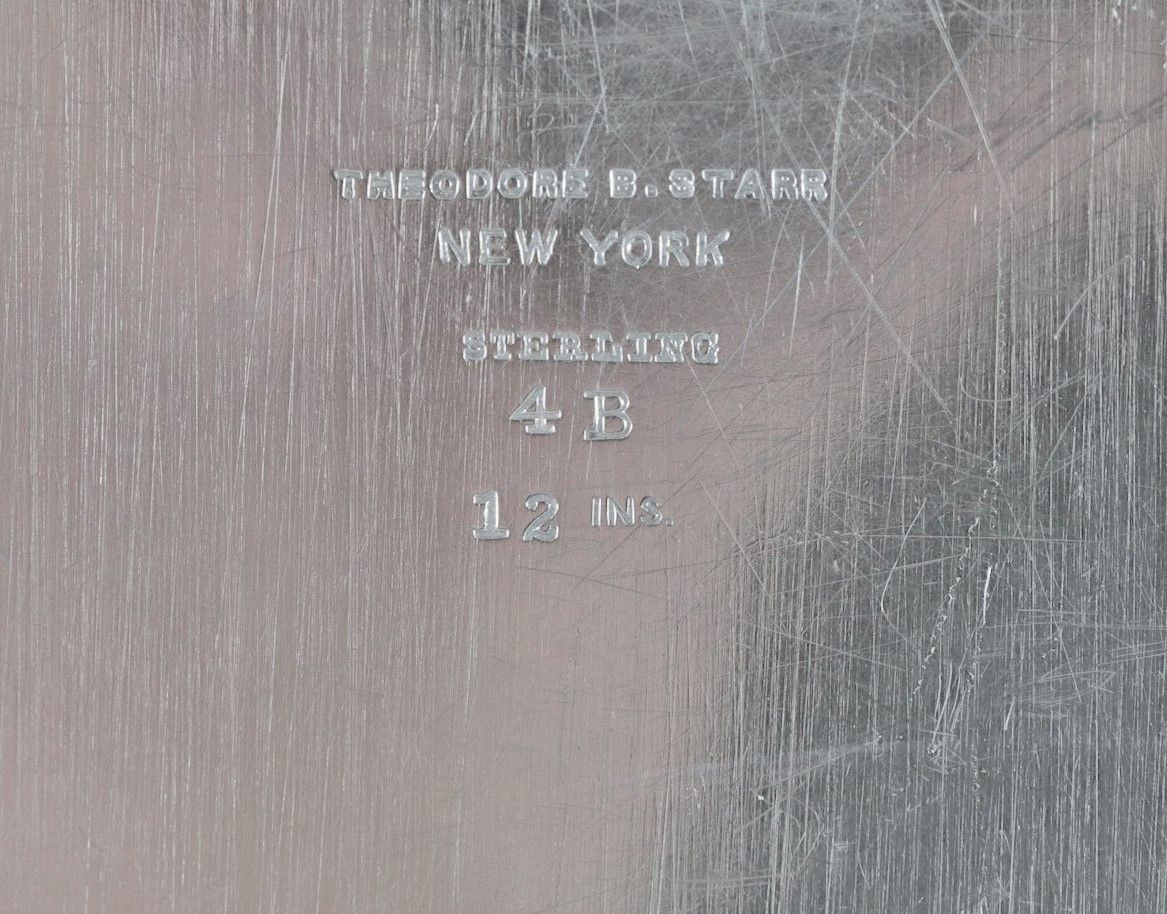 THEODORE B. STARR
NEW YORK
STERLING
4 B
12 INS.